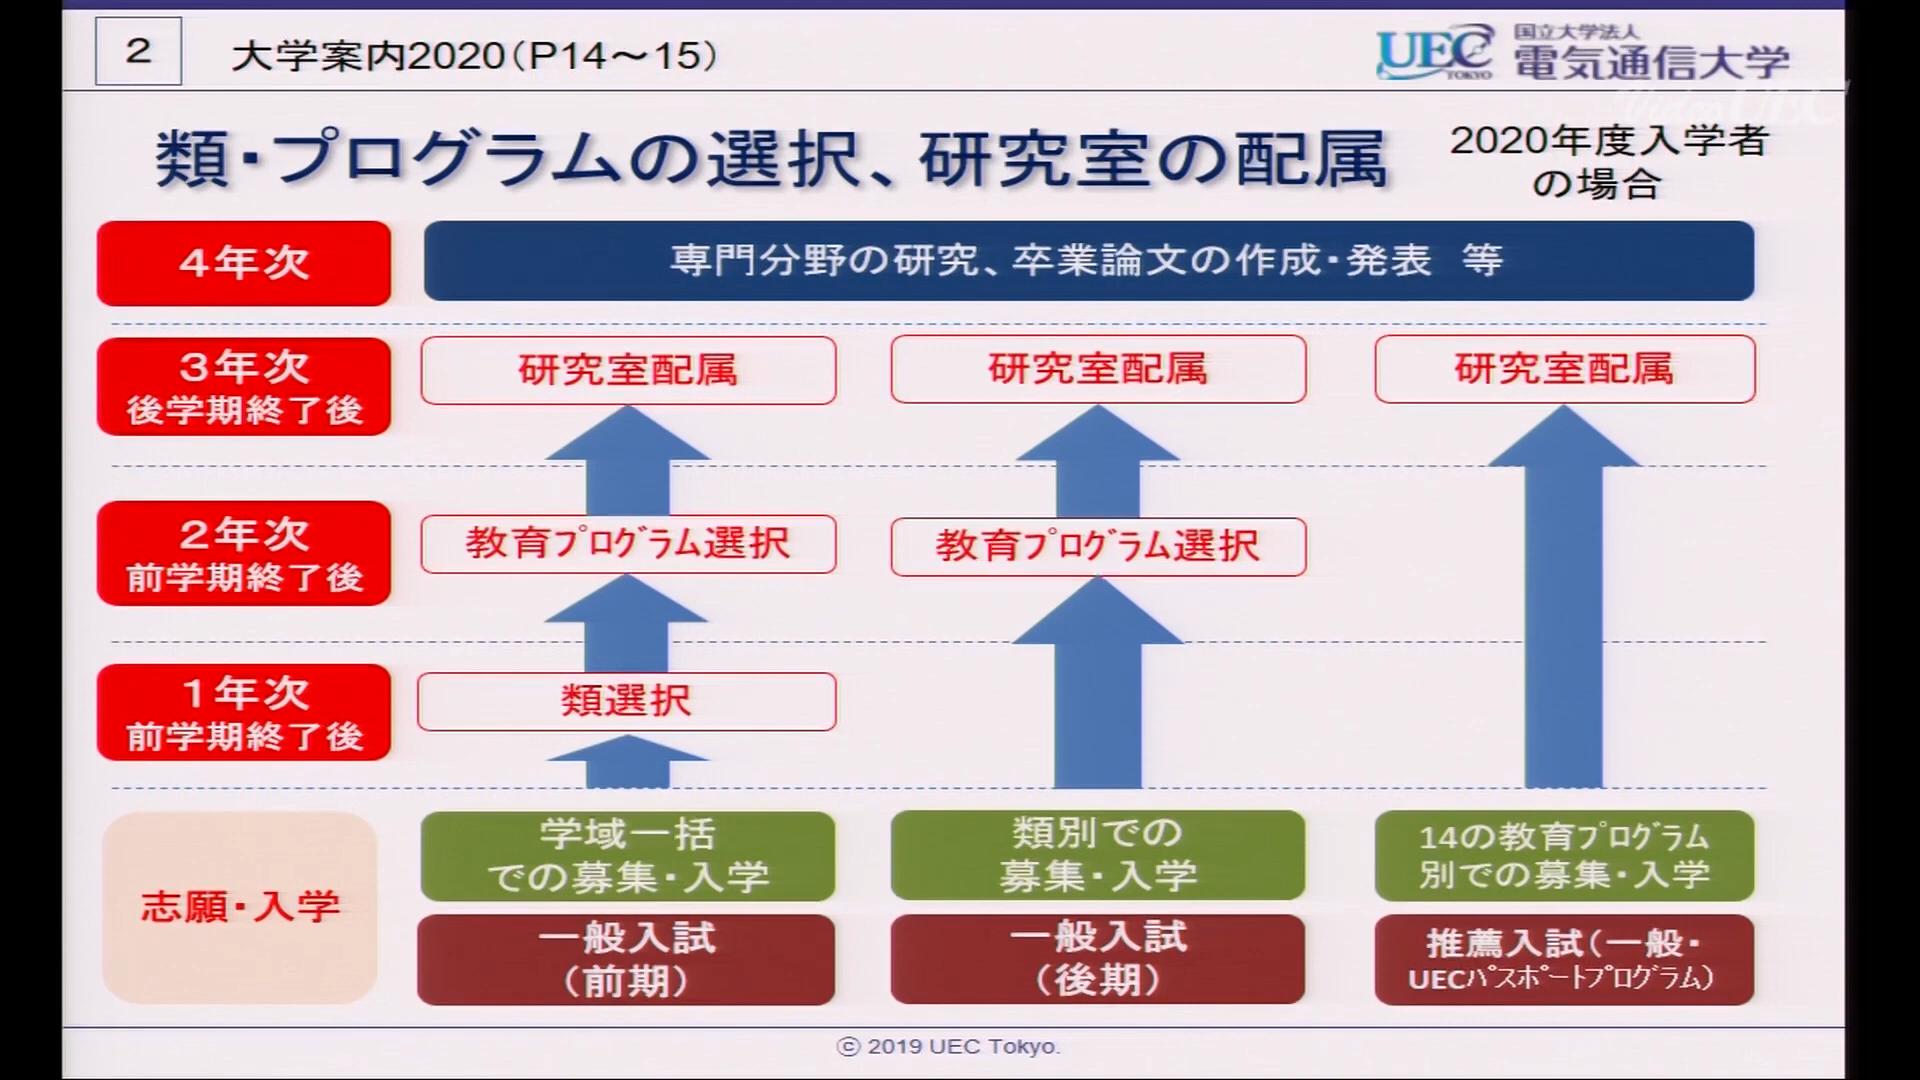 2
大学案内2020（P14～15）
UEC
TOKYO
国立大学法人
電気通信大学
VideoUEC
類・プログラムの選択、研究室の配属
2020年度入学者
の場合
４年次
専門分野の研究、卒業論文の作成・発表　等
３年次
後学期終了後
研究室配属
研究室配属
研究室配属
２年次
前学期終了後
教育ﾌﾟﾛｸﾞﾗﾑ選択
教育ﾌﾟﾛｸﾞﾗﾑ選択
１年次
前学期終了後
類選択
志願・入学
学域一括
での募集・入学
類別での
募集・入学
14の教育ﾌﾟﾛｸﾞﾗﾑ
別での募集・入学
一般入試
（前期）
一般入試
（後期）
推薦入試（一般・
UECﾊﾟｽﾎﾟｰﾄﾌﾟﾛｸﾞﾗﾑ）
© 2019 UEC Tokyo.